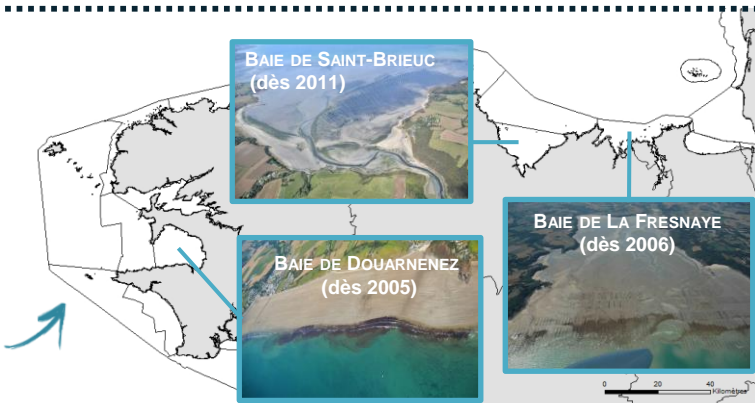 BAIE DE SAINT-BRIEUC
(dès 2011)
BAIE DE LA FRESNAYE
(dès 2006)
BAIE DE DOUARNENEZ
(dès 2005)
0 20 40
Kilomètres